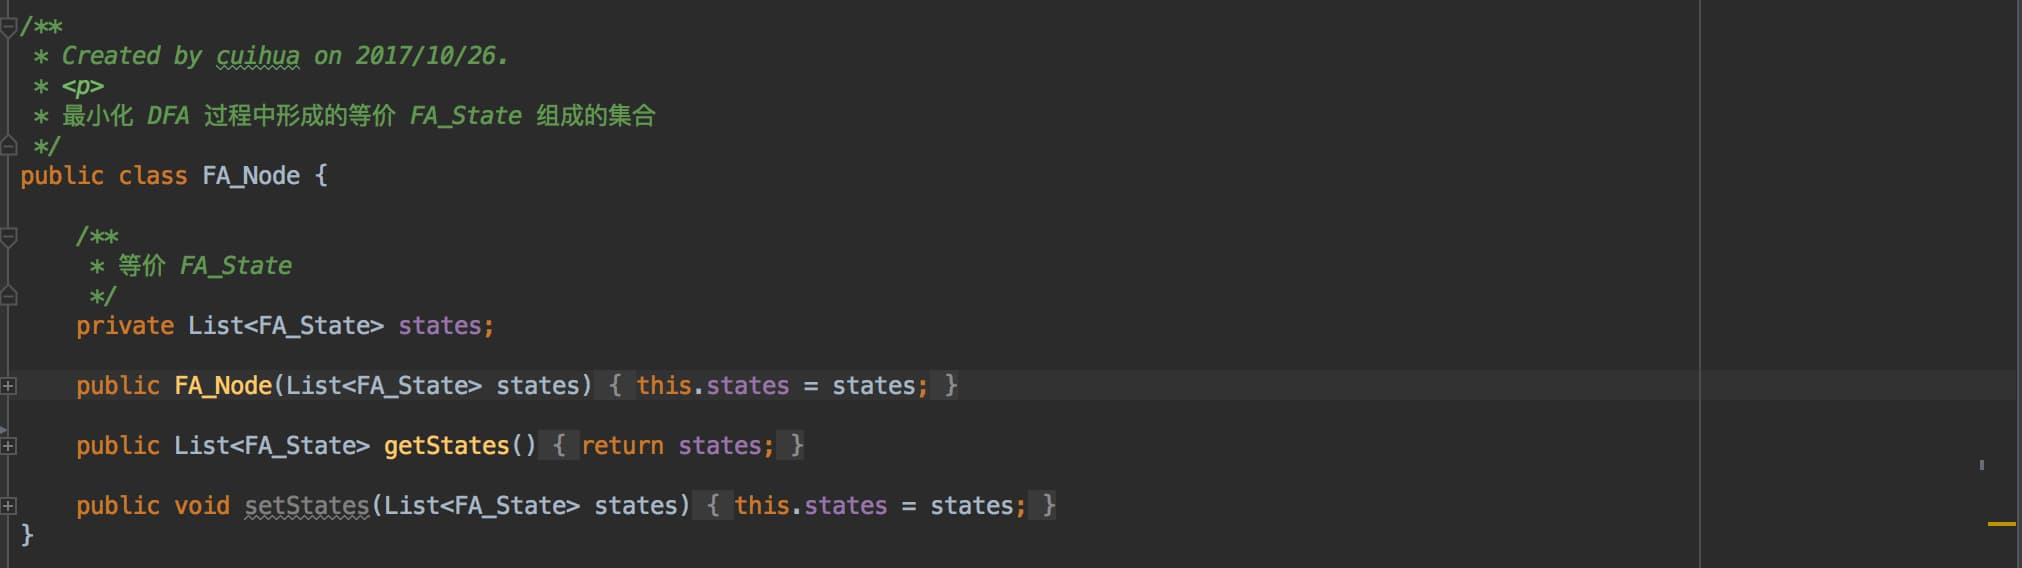 /**
 * Created by cuihua on 2017/10/26.
 * <p>
 * 最小化 DFA 过程中形成的等价 FA_State 组成的集合
 */
public class FA_Node {
/**
 * 等价 FA_State
 */
private List<FA_State> states;
public FA_Node(List<FA_State> states) { this.states = states; }
public List<FA_State> getStates() { return states; }
public void setStates(List<FA_State> states) { this.states = states; }
}